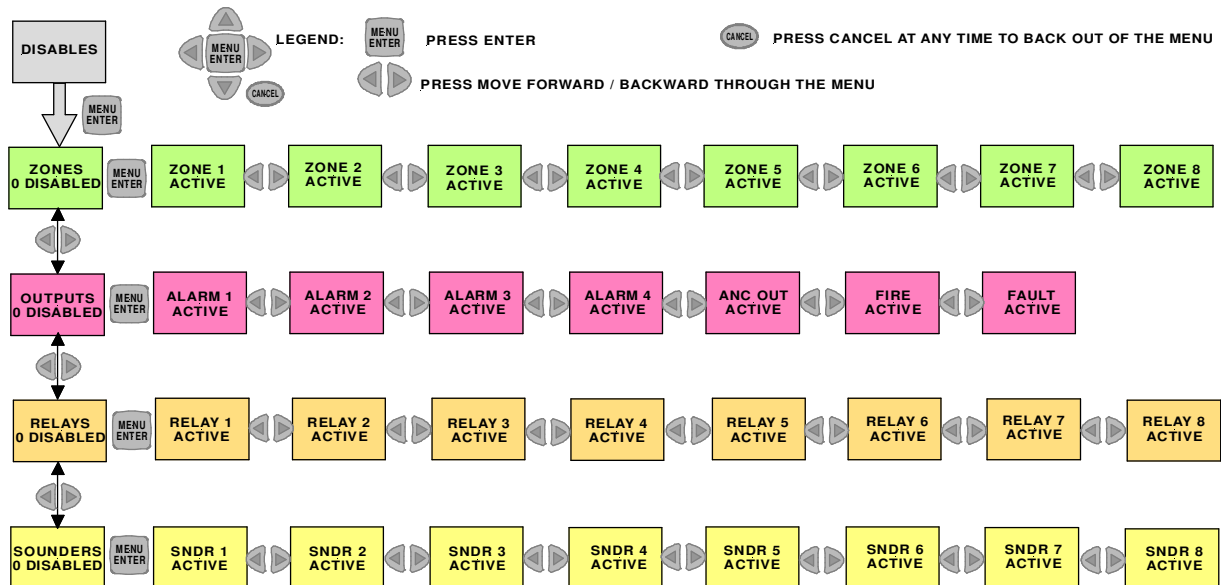 DISABLES
MENU
ENTER
CANCEL
LEGEND:
MENU
ENTER
PRESS ENTER
CANCEL
PRESS CANCEL AT ANY TIME TO BACK OUT OF THE MENU
PRESS MOVE FORWARD / BACKWARD THROUGH THE MENU
MENU
ENTER
ZONES
0 DISABLED
MENU
ENTER
ZONE 1
ACTIVE
ZONE 2
ACTIVE
ZONE 3
ACTIVE
ZONE 4
ACTIVE
ZONE 5
ACTIVE
ZONE 6
ACTIVE
ZONE 7
ACTIVE
ZONE 8
ACTIVE
OUTPUTS
0 DISABLED
MENU
ENTER
ALARM 1
ACTIVE
ALARM 2
ACTIVE
ALARM 3
ACTIVE
ALARM 4
ACTIVE
ANC OUT
ACTIVE
FIRE
ACTIVE
FAULT
ACTIVE
RELAYS
0 DISABLED
MENU
ENTER
RELAY 1
ACTIVE
RELAY 2
ACTIVE
RELAY 3
ACTIVE
RELAY 4
ACTIVE
RELAY 5
ACTIVE
RELAY 6
ACTIVE
RELAY 7
ACTIVE
RELAY 8
ACTIVE
SOUNDERS
0 DISABLED
MENU
ENTER
SNDR 1
ACTIVE
SNDR 2
ACTIVE
SNDR 3
ACTIVE
SNDR 4
ACTIVE
SNDR 5
ACTIVE
SNDR 6
ACTIVE
SNDR 7
ACTIVE
SNDR 8
ACTIVE